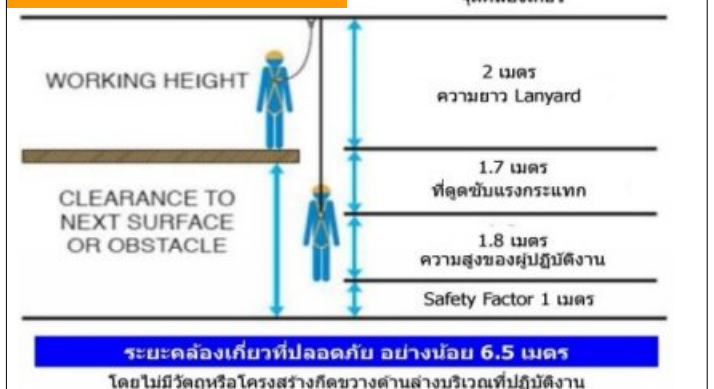 WORKING HEIGHT
2 เมตร
ความยาว Lanyard
1.7 เมตร
ที่ดูดซับแรงกระแทก
CLEARANCE TO
NEXT SURFACE
OR OBSTACLE
1.8 เมตร
ความสูงของผู้ปฏิบัติงาน
Safety Factor 1 เมตร
ระยะคล้องเกี่ยวที่ปลอดภัย อย่างน้อย 6.5 เมตร
โดยไม่มีวัตถุหรือโครงสร้างกีดขวางด้านล่างบริเวณที่ปฏิบัติงาน